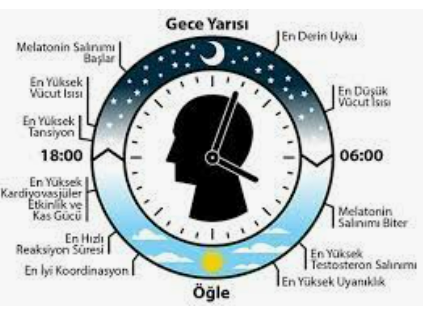 Gece Yarısı
En Derin Uyku
Melatonin Salınımı
Başlar
En Yüksek
Vücut Isısı
En Düşük
Vücut Isısı
En Yüksek
Tansiyon
18:00
06:00
En Yüksek
Kardiyovasjüler
Etkinlik ve
Kas Gücü
Melatonin
Salınımı Biter
En Hızlı
Reaksiyon Süresi
En Yüksek
Testosteron Salınımı
En İyi Koordinasyon
En Yüksek Uyanıklık
Öğle